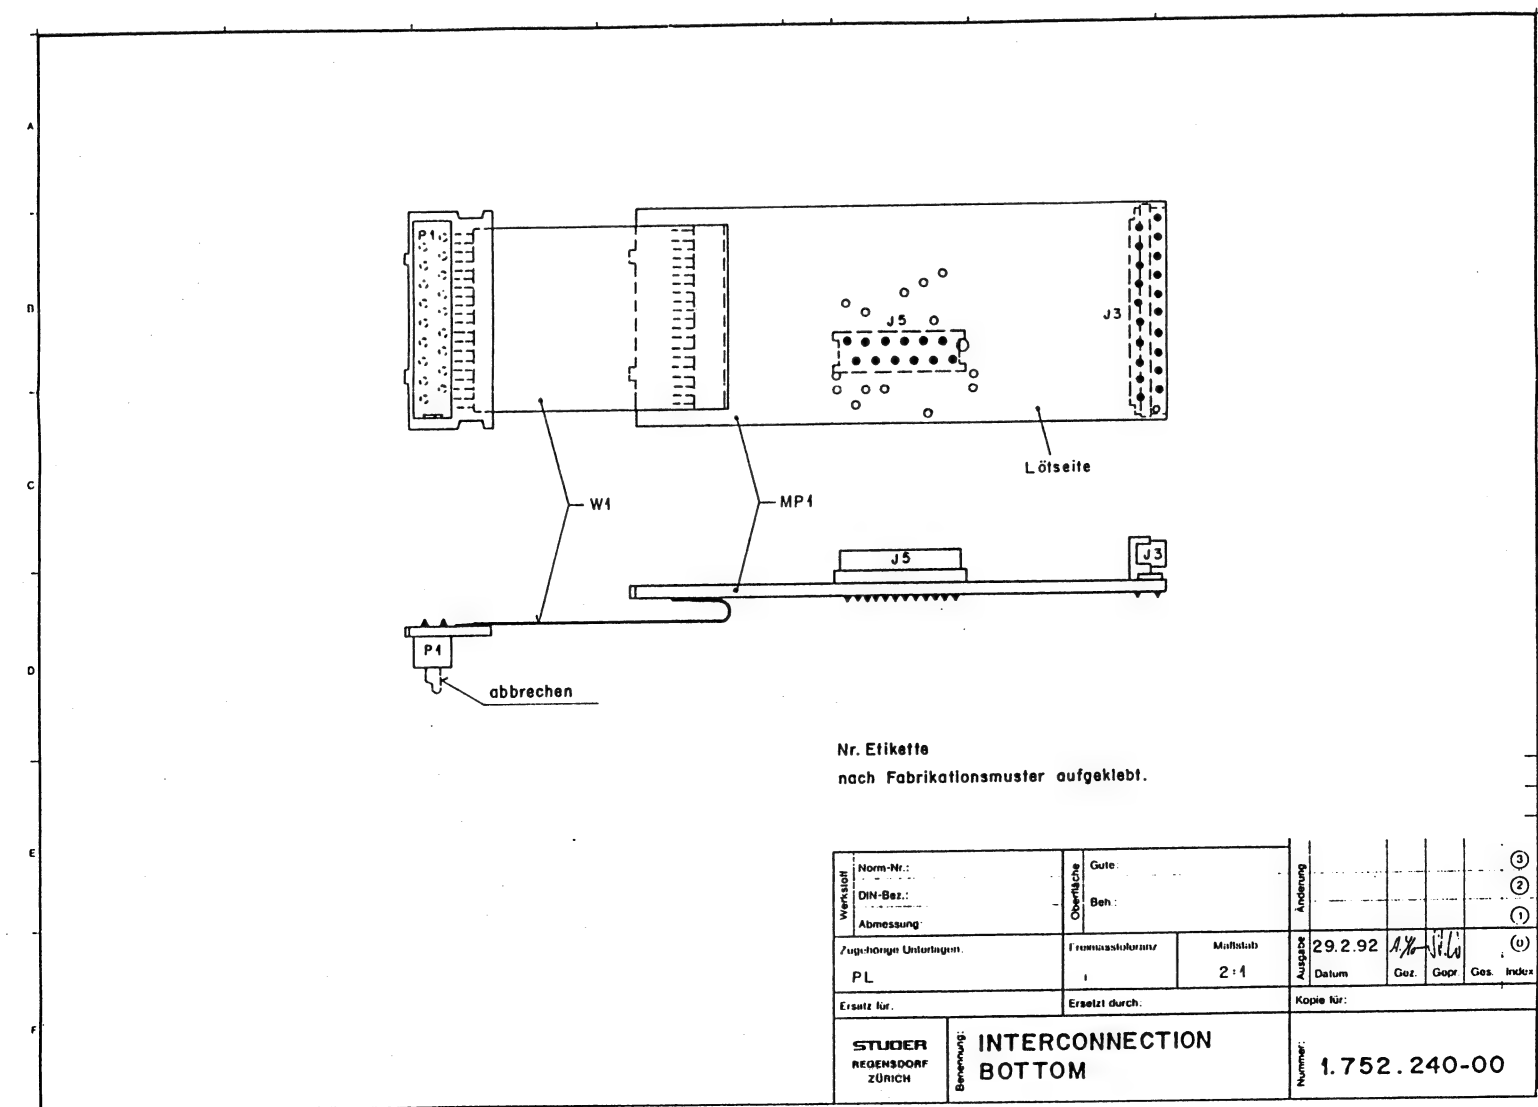 A
B
C
D
E
F
P1
J5
J3
Lötseite
W1
MP1
J5
J3
P1
abbrechen
Nr. Etikette
nach Fabrikationsmuster aufgeklebt.
Werkstoff
Norm-Nr.:
DIN-Bez.:
Abmessung:
Oberfläche
Güte:
Beh.:
Änderung
3
2
1
Zugehörige Unterlagen:
PL
Freimasstoleranz
Maßstab
2:1
Ausgabe
29.2.92
0
Datum
Gez.
Gepr.
Ges.
Index
Ersatz für:
Ersetzt durch:
Kopie für:
STUDER
REGENSDORF
ZÜRICH
Benennung:
INTERCONNECTION
BOTTOM
Nummer:
1.752.240-00